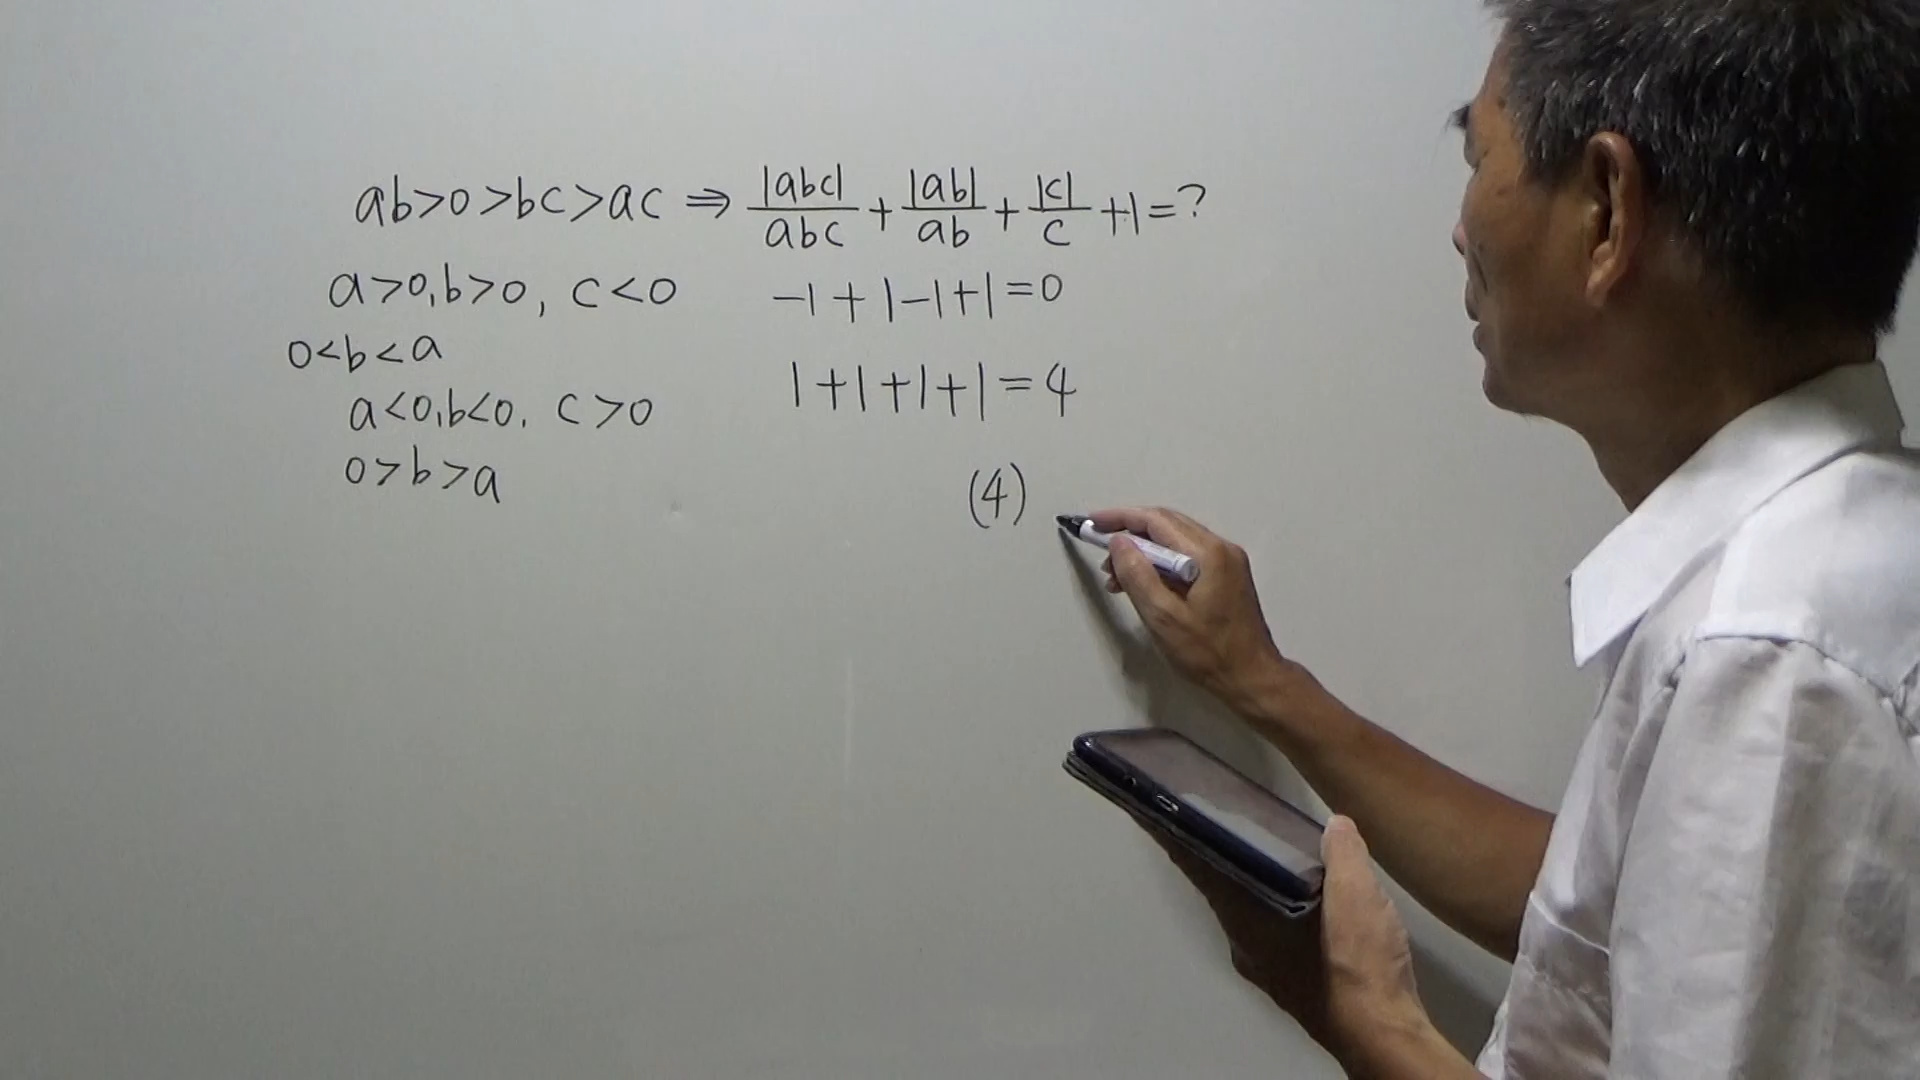 ab>0>bc>ac ⇒ |abc|/abc + |ab|/ab + |c|/c +1=?
a>0,b>0, c<0 -1+1-1+1=0
0<b<a
1+1+1+1=4
a<0,b<0, c>0
0>b>a
(4)